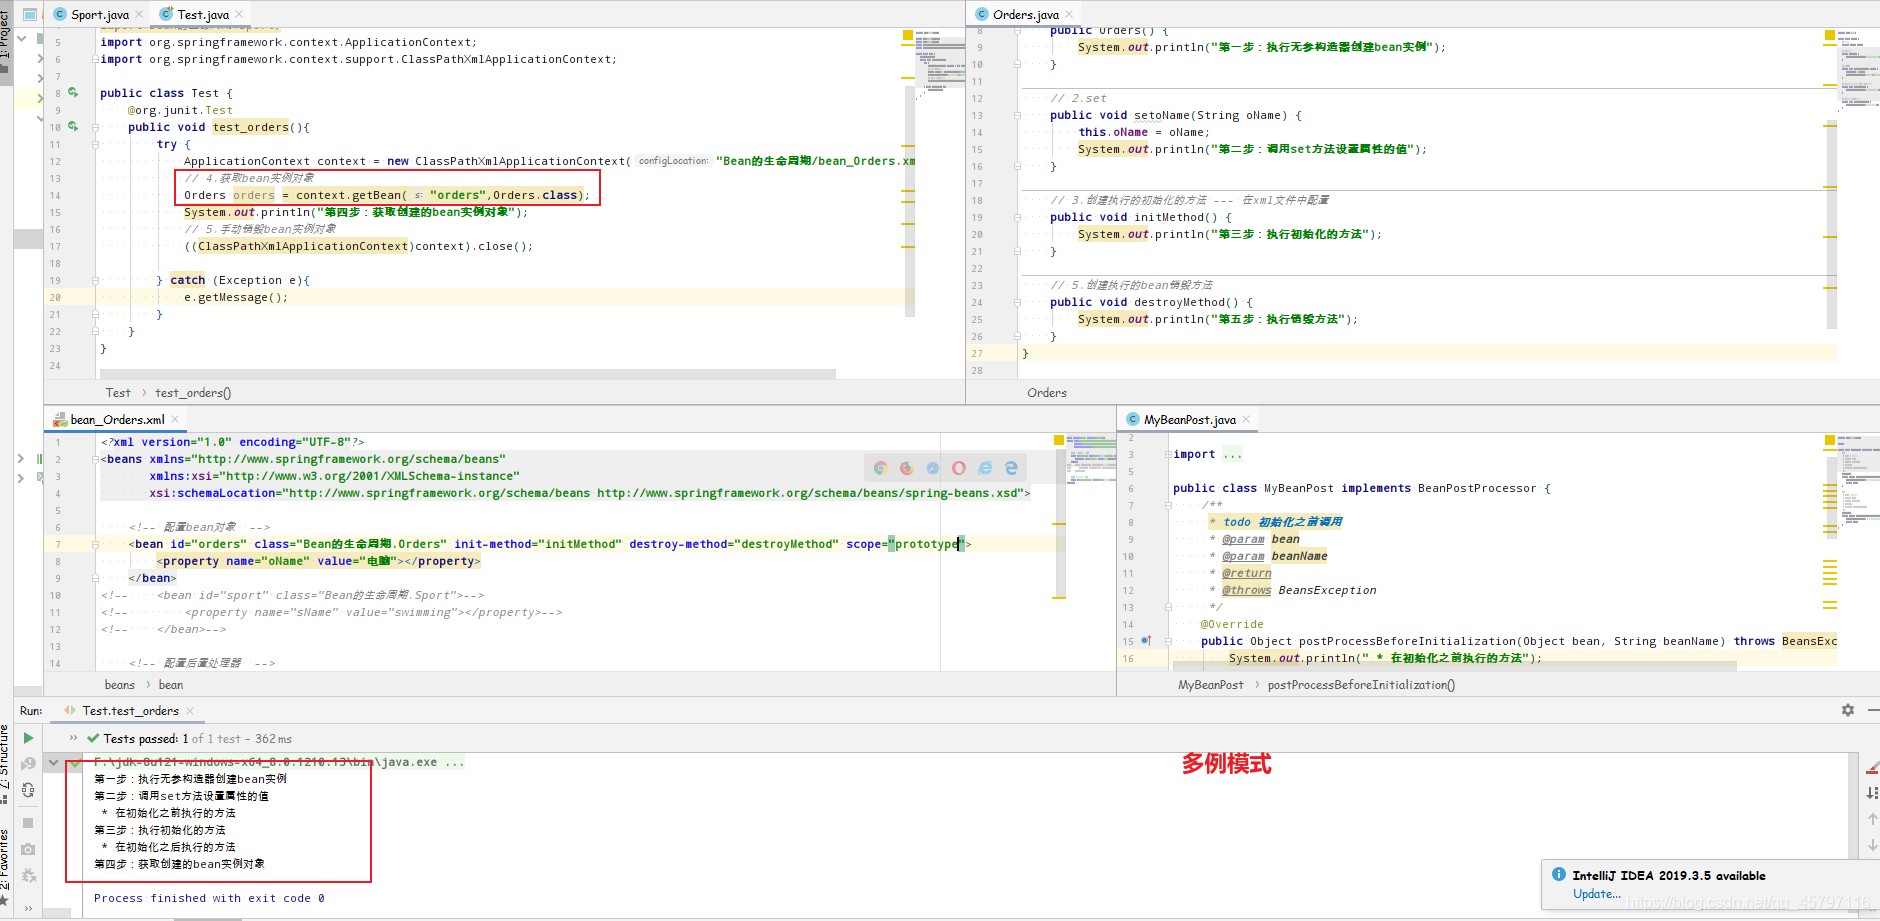 Sport.java
Test.java
5 import org.springframework.context.ApplicationContext;
6 import org.springframework.context.support.ClassPathXmlApplicationContext;
7
8 public class Test {
9 @org.junit.Test
10 public void test_orders(){
11 try {
12 ApplicationContext context = new ClassPathXmlApplicationContext( configLocation: "Bean的生命周期/bean_Orders.xm
13 // 4.获取bean实例对象
14 Orders orders = context.getBean( s: "orders",Orders.class);
15 System.out.println("第四步：获取创建的bean实例对象");
16 // 5.手动销毁bean实例对象
17 ((ClassPathXmlApplicationContext)context).close();
18
19 } catch (Exception e){
20 e.getMessage();
21 }
22 }
23 }
24
Test > test_orders()
Orders.java
8 public Orders() {
9 System.out.println("第一步：执行无参构造器创建bean实例");
10 }
11
12 // 2.set
13 public void setoName(String oName) {
14 this.oName = oName;
15 System.out.println("第二步：调用set方法设置属性的值");
16 }
17
18 // 3.创建执行的初始化的方法 --- 在xml文件中配置
19 public void initMethod() {
20 System.out.println("第三步：执行初始化的方法");
21 }
22
23 // 5.创建执行的bean销毁方法
24 public void destroyMethod() {
25 System.out.println("第五步：执行销毁方法");
26 }
27 }
28
Orders
bean_Orders.xml
1 <?xml version="1.0" encoding="UTF-8"?>
2 <beans xmlns="http://www.springframework.org/schema/beans"
3 xmlns:xsi="http://www.w3.org/2001/XMLSchema-instance"
4 xsi:schemaLocation="http://www.springframework.org/schema/beans http://www.springframework.org/schema/beans/spring-beans.xsd">
5
6 <!-- 配置bean对象 -->
7 <bean id="orders" class="Bean的生命周期.Orders" init-method="initMethod" destroy-method="destroyMethod" scope="prototype">
8 <property name="oName" value="电脑"></property>
9 </bean>
10 <!-- <bean id="sport" class="Bean的生命周期.Sport">-->
11 <!-- <property name="sName" value="swimming"></property>-->
12 <!-- </bean>-->
13
14 <!-- 配置后置处理器 -->
beans > bean
MyBeanPost.java
2
3 import ...
5
6 public class MyBeanPost implements BeanPostProcessor {
7 /**
8 * todo 初始化之前调用
9 * @param bean
10 * @param beanName
11 * @return
12 * @throws BeansException
13 */
14 @Override
15 public Object postProcessBeforeInitialization(Object bean, String beanName) throws BeansExc
16 System.out.println(" * 在初始化之前执行的方法");
MyBeanPost > postProcessBeforeInitialization()
1: Project
Z: Structure
2: Favorites
Run: Test.test_orders
Tests passed: 1 of 1 test – 362 ms
F:\jdk-8u121-windows-x64_8.0.1210.13\bin\java.exe ...
第一步：执行无参构造器创建bean实例
第二步：调用set方法设置属性的值
* 在初始化之前执行的方法
第三步：执行初始化的方法
* 在初始化之后执行的方法
第四步：获取创建的bean实例对象
Process finished with exit code 0
多例模式
IntelliJ IDEA 2019.3.5 available
Update...
https://blog.csdn.net/qq_45797116